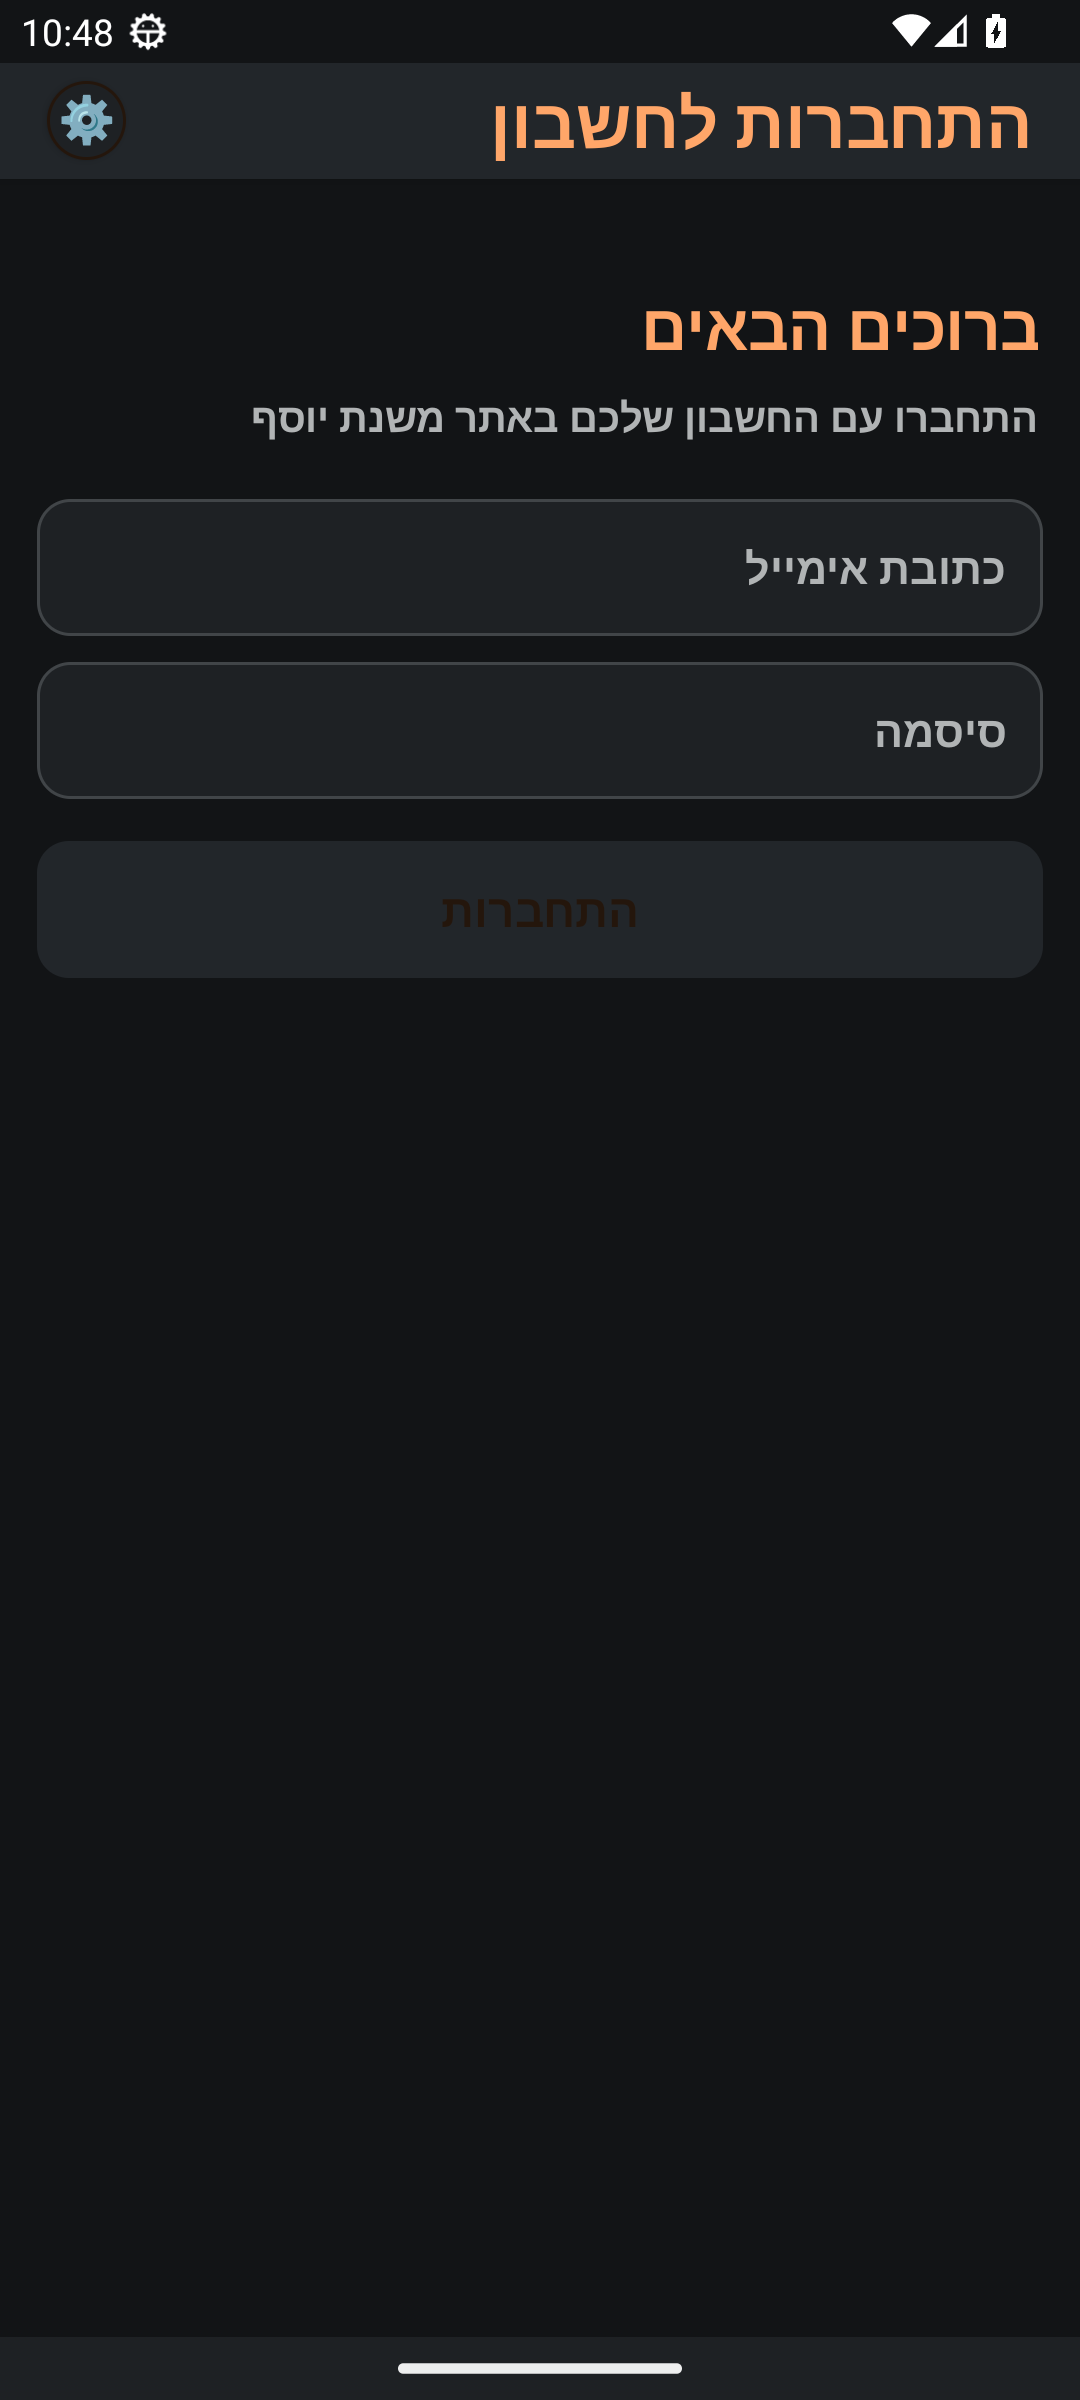 10:48
התחברות לחשבון
ברוכים הבאים
התחברו עם החשבון שלכם באתר משנת יוסף
כתובת אימייל
סיסמה
התחברות